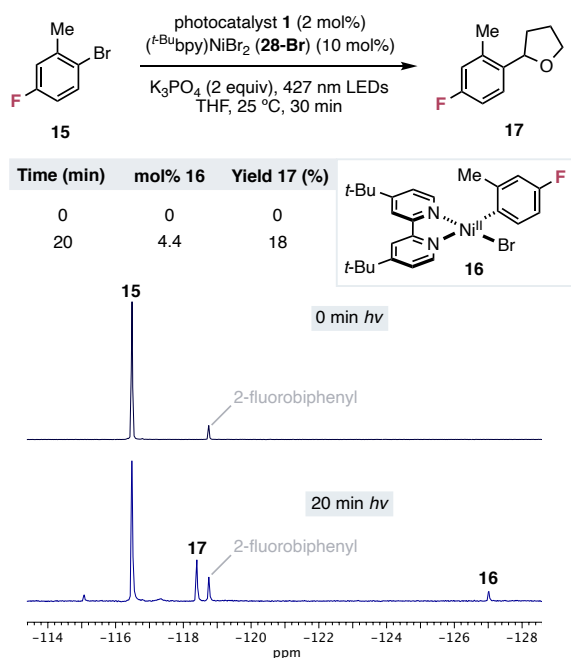 photocatalyst 1 (2 mol%)
(t-Bubpy)NiBr2 (28-Br) (10 mol%)
K3PO4 (2 equiv), 427 nm LEDs
THF, 25 ºC, 30 min
Me
Br
F
15
Me
O
F
17
Time (min) mol% 16 Yield 17 (%)
0 0 0
20 4.4 18
t-Bu
N
N
t-Bu
NiII
Br
Me
F
16
15
0 min hv
2-fluorobiphenyl
20 min hv
17
2-fluorobiphenyl
16
−114 −116 −118 −120 −122 −124 −126 −128
ppm